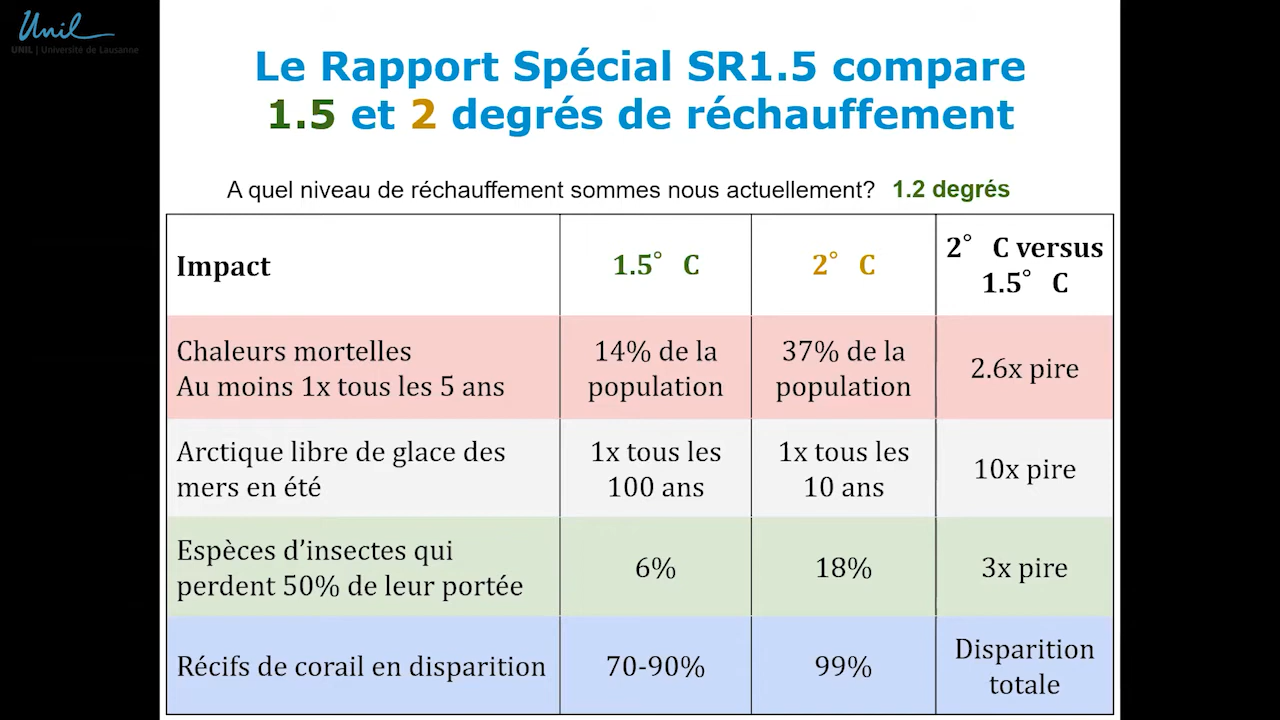 Unil
UNIL | Université de Lausanne
Le Rapport Spécial SR1.5 compare
1.5 et 2 degrés de réchauffement
A quel niveau de réchauffement sommes nous actuellement? 1.2 degrés
Impact
1.5° C
2° C
2° C versus
1.5° C
Chaleurs mortelles
Au moins 1x tous les 5 ans
14% de la
population
37% de la
population
2.6x pire
Arctique libre de glace des
mers en été
1x tous les
100 ans
1x tous les
10 ans
10x pire
Espèces d’insectes qui
perdent 50% de leur portée
6%
18%
3x pire
Récifs de corail en disparition
70-90%
99%
Disparition
totale